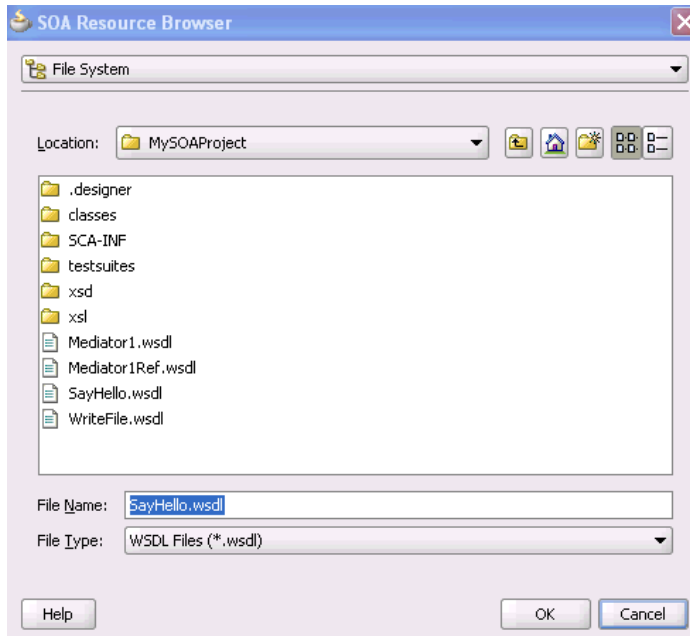 SOA Resource Browser
File System
Location: MySOAProject
.designer
classes
SCA-INF
testsuites
xsd
xsl
Mediator1.wsdl
Mediator1Ref.wsdl
SayHello.wsdl
WriteFile.wsdl
File Name: SayHello.wsdl
File Type: WSDL Files (*.wsdl)
Help OK Cancel